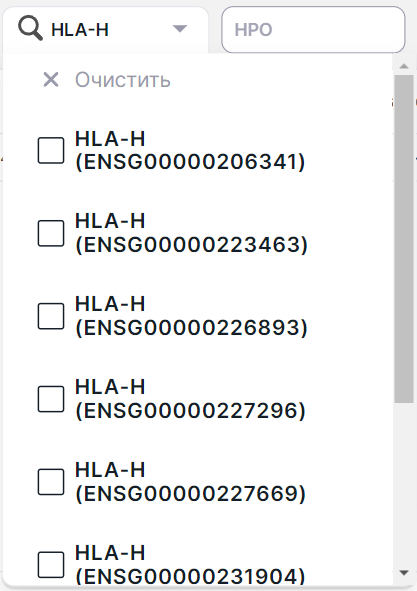 HLA-H
HPO
Очистить
HLA-H
(ENSG00000206341)
HLA-H
(ENSG00000223463)
HLA-H
(ENSG00000226893)
HLA-H
(ENSG00000227296)
HLA-H
(ENSG00000227669)
HLA-H
(ENSG00000231904)